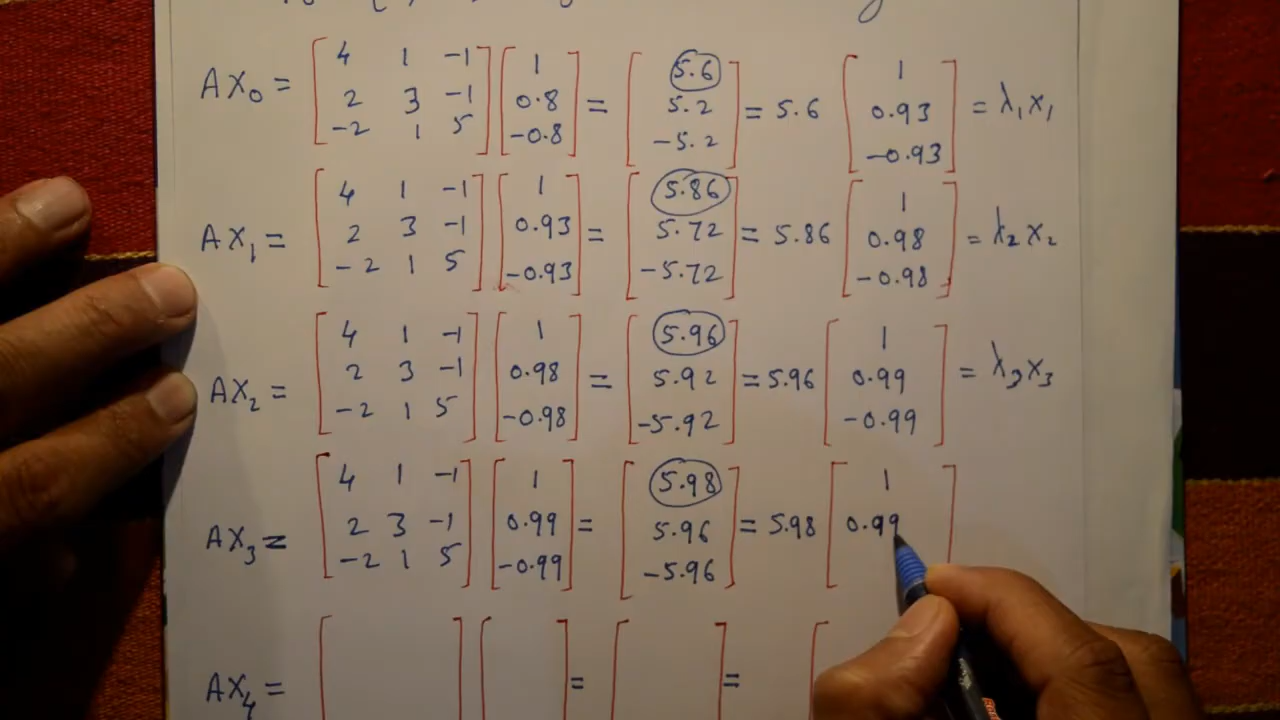 AX₀ = [4 1 -1; 2 3 -1; -2 1 5] [1; 0.8; -0.8] = [5.6; 5.2; -5.2] = 5.6 [1; 0.93; -0.93] = λ₁x₁
AX₁ = [4 1 -1; 2 3 -1; -2 1 5] [1; 0.93; -0.93] = [5.86; 5.72; -5.72] = 5.86 [1; 0.98; -0.98] = λ₂x₂
AX₂ = [4 1 -1; 2 3 -1; -2 1 5] [1; 0.98; -0.98] = [5.96; 5.92; -5.92] = 5.96 [1; 0.99; -0.99] = λ₃x₃
AX₃ = [4 1 -1; 2 3 -1; -2 1 5] [1; 0.99; -0.99] = [5.98; 5.96; -5.96] = 5.98 [1; 0.99]
AX₄ = [ ] [ ] = [ ] = [